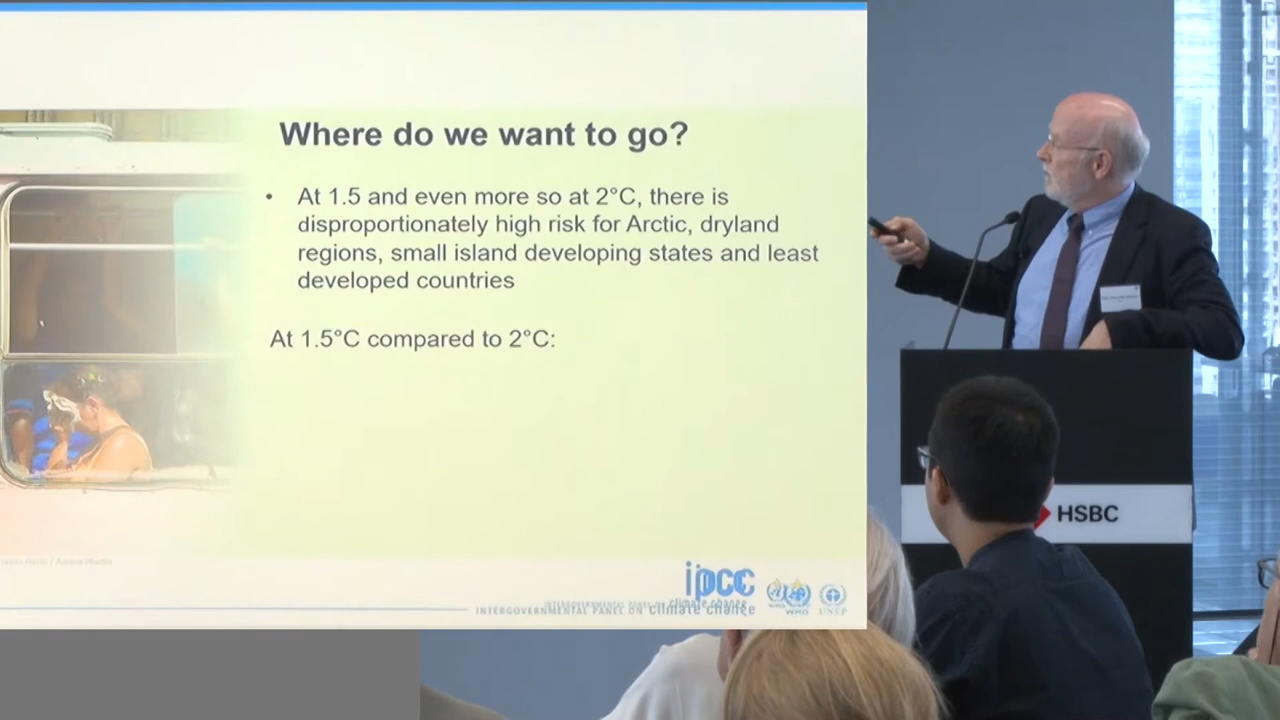 Where do we want to go?
• At 1.5 and even more so at 2°C, there is
disproportionately high risk for Arctic, dryland
regions, small island developing states and least
developed countries
At 1.5°C compared to 2°C:
ipcc
INTERGOVERNMENTAL PANEL ON climate change
WMO
UNEP
HSBC